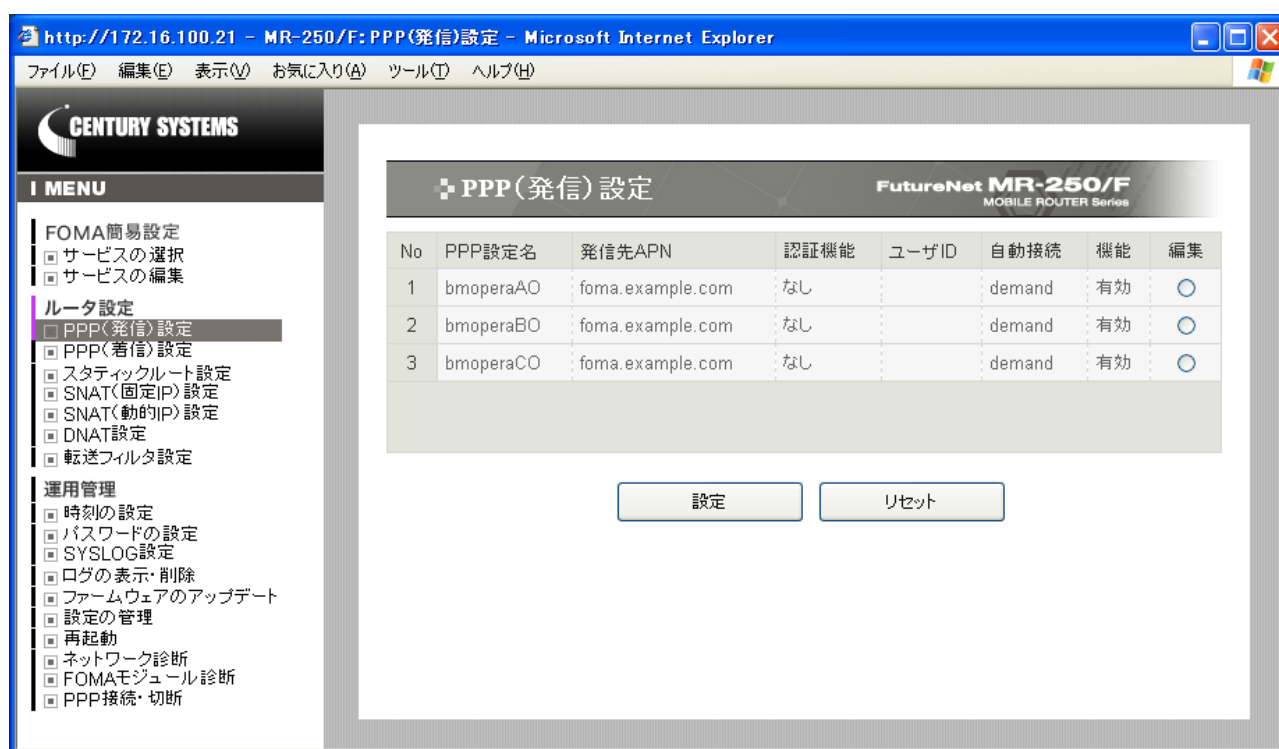 http://172.16.100.21 - MR-250/F:PPP(発信)設定 - Microsoft Internet Explorer
ファイル(F) 編集(E) 表示(V) お気に入り(A) ツール(T) ヘルプ(H)
CENTURY SYSTEMS
MENU
FOMA簡易設定
サービスの選択
サービスの編集
ルータ設定
PPP(発信)設定
PPP(着信)設定
スタティックルート設定
SNAT(固定IP)設定
SNAT(動的IP)設定
DNAT設定
転送フィルタ設定
運用管理
時刻の設定
パスワードの設定
SYSLOG設定
ログの表示・削除
ファームウェアのアップデート
設定の管理
再起動
ネットワーク診断
FOMAモジュール診断
PPP接続・切断
PPP(発信)設定
FutureNet MR-250/F
MOBILE ROUTER Series
No PPP設定名 発信先APN 認証機能 ユーザID 自動接続 機能 編集
1 bmoperaAO foma.example.com なし demand 有効
2 bmoperaBO foma.example.com なし demand 有効
3 bmoperaCO foma.example.com なし demand 有効
設定 リセット